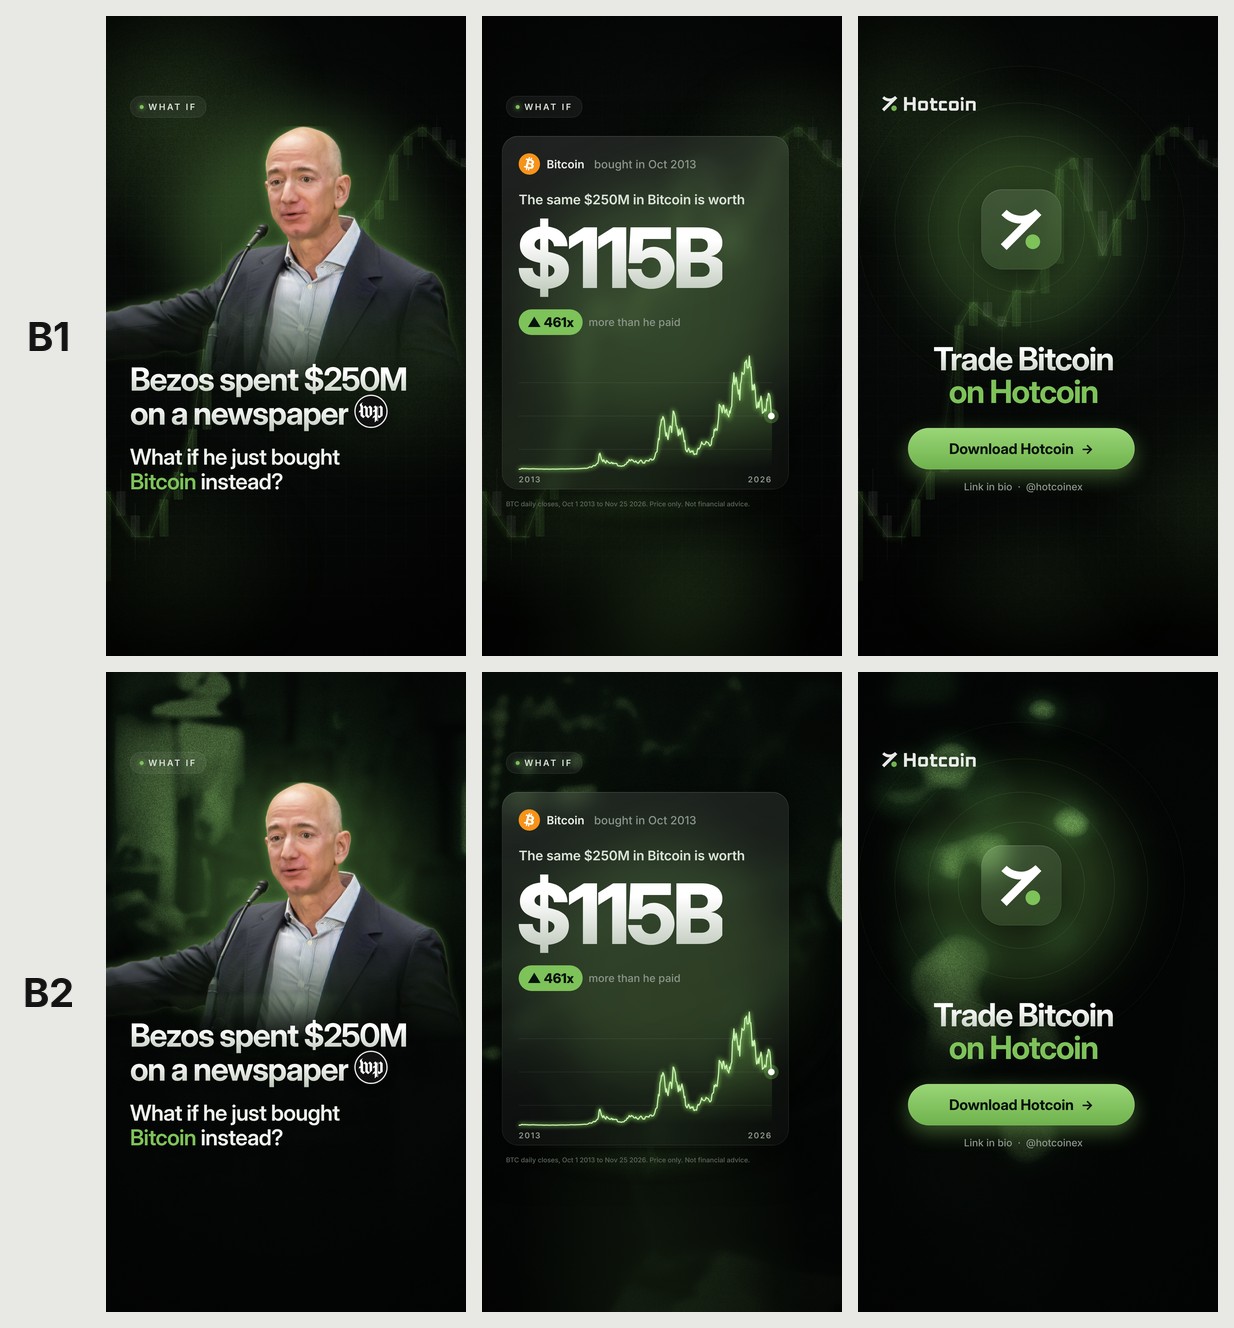 B1
WHAT IF
Bezos spent $250M
on a newspaper wp
What if he just bought
Bitcoin instead?
WHAT IF
Bitcoin bought in Oct 2013
The same $250M in Bitcoin is worth
$115B
▲ 461x more than he paid
2013 2026
BTC daily closes, Oct 1 2013 to Nov 25 2026. Price only. Not financial advice.
Hotcoin
Trade Bitcoin
on Hotcoin
Download Hotcoin →
Link in bio · @hotcoinex
B2
WHAT IF
Bezos spent $250M
on a newspaper wp
What if he just bought
Bitcoin instead?
WHAT IF
Bitcoin bought in Oct 2013
The same $250M in Bitcoin is worth
$115B
▲ 461x more than he paid
2013 2026
BTC daily closes, Oct 1 2013 to Nov 25 2026. Price only. Not financial advice.
Hotcoin
Trade Bitcoin
on Hotcoin
Download Hotcoin →
Link in bio · @hotcoinex